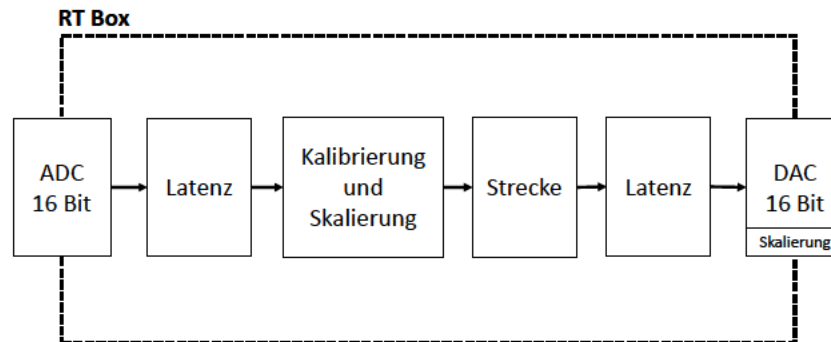 RT Box
ADC
16 Bit
Latenz
Kalibrierung
und
Skalierung
Strecke
Latenz
DAC
16 Bit
Skalierung